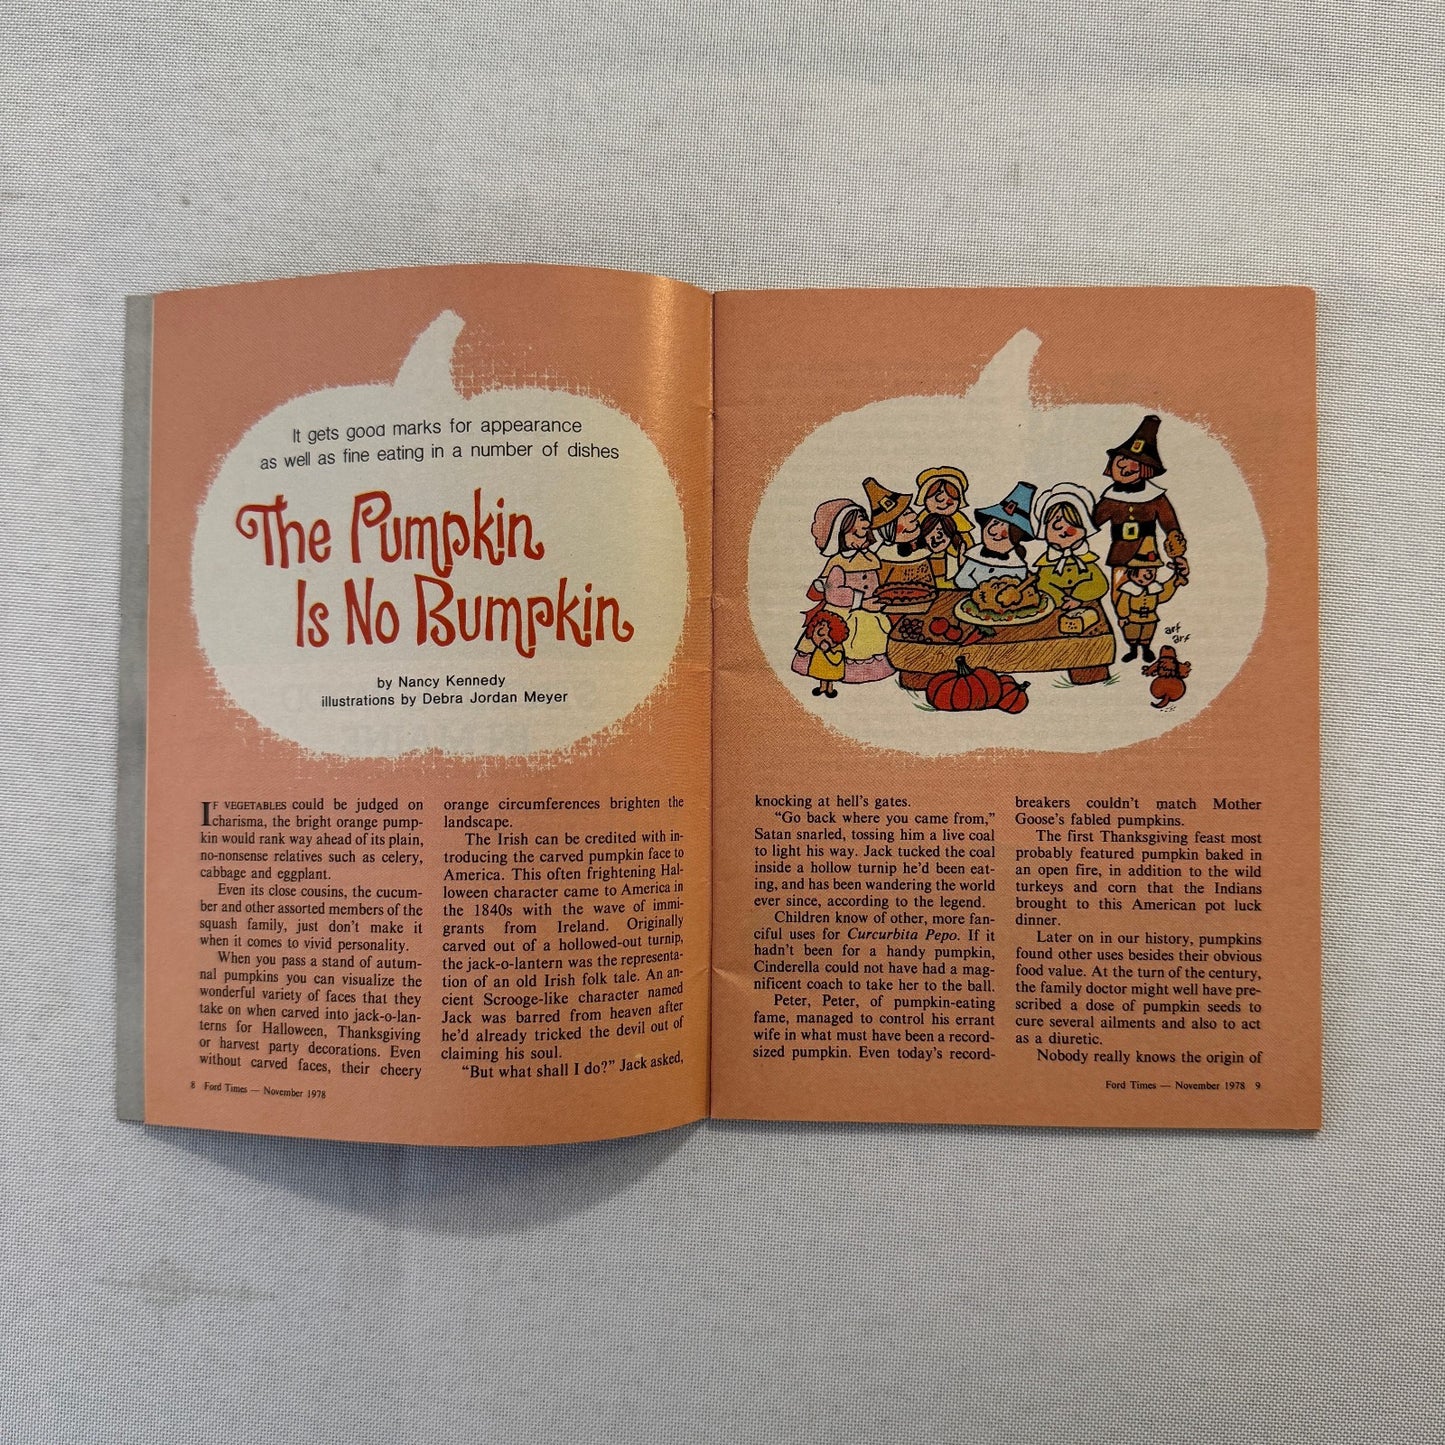 It gets good marks for appearance
as well as fine eating in a number of dishes
The Pumpkin
Is No Bumpkin
by Nancy Kennedy
illustrations by Debra Jordan Meyer
IF VEGETABLES could be judged on
charisma, the bright orange pump-
kin would rank way ahead of its plain,
no-nonsense relatives such as celery,
cabbage and eggplant.
Even its close cousins, the cucum-
ber and other assorted members of the
squash family, just don't make it
when it comes to vivid personality.
When you pass a stand of autum-
nal pumpkins you can visualize the
wonderful variety of faces that they
take on when carved into jack-o-lan-
terns for Halloween, Thanksgiving
or harvest party decorations. Even
without carved faces, their cheery
orange circumferences brighten the
landscape.
The Irish can be credited with in-
troducing the carved pumpkin face to
America. This often frightening Hal-
loween character came to America in
the 1840s with the wave of immi-
grants from Ireland. Originally
carved out of a hollowed-out turnip,
the jack-o-lantern was the representa-
tion of an old Irish folk tale. An an-
cient Scrooge-like character named
Jack was barred from heaven after
he'd already tricked the devil out of
claiming his soul.
"But what shall I do?" Jack asked,
8 Ford Times — November 1978
arf
arf
knocking at hell's gates.
"Go back where you came from,"
Satan snarled, tossing him a live coal
to light his way. Jack tucked the coal
inside a hollow turnip he'd been eat-
ing, and has been wandering the world
ever since, according to the legend.
Children know of other, more fan-
ciful uses for Curcurbita Pepo. If it
hadn't been for a handy pumpkin,
Cinderella could not have had a mag-
nificent coach to take her to the ball.
Peter, Peter, of pumpkin-eating
fame, managed to control his errant
wife in what must have been a record-
sized pumpkin. Even today's record-
breakers couldn't match Mother
Goose's fabled pumpkins.
The first Thanksgiving feast most
probably featured pumpkin baked in
an open fire, in addition to the wild
turkeys and corn that the Indians
brought to this American pot luck
dinner.
Later on in our history, pumpkins
found other uses besides their obvious
food value. At the turn of the century,
the family doctor might well have pre-
scribed a dose of pumpkin seeds to
cure several ailments and also to act
as a diuretic.
Nobody really knows the origin of
Ford Times — November 1978 9